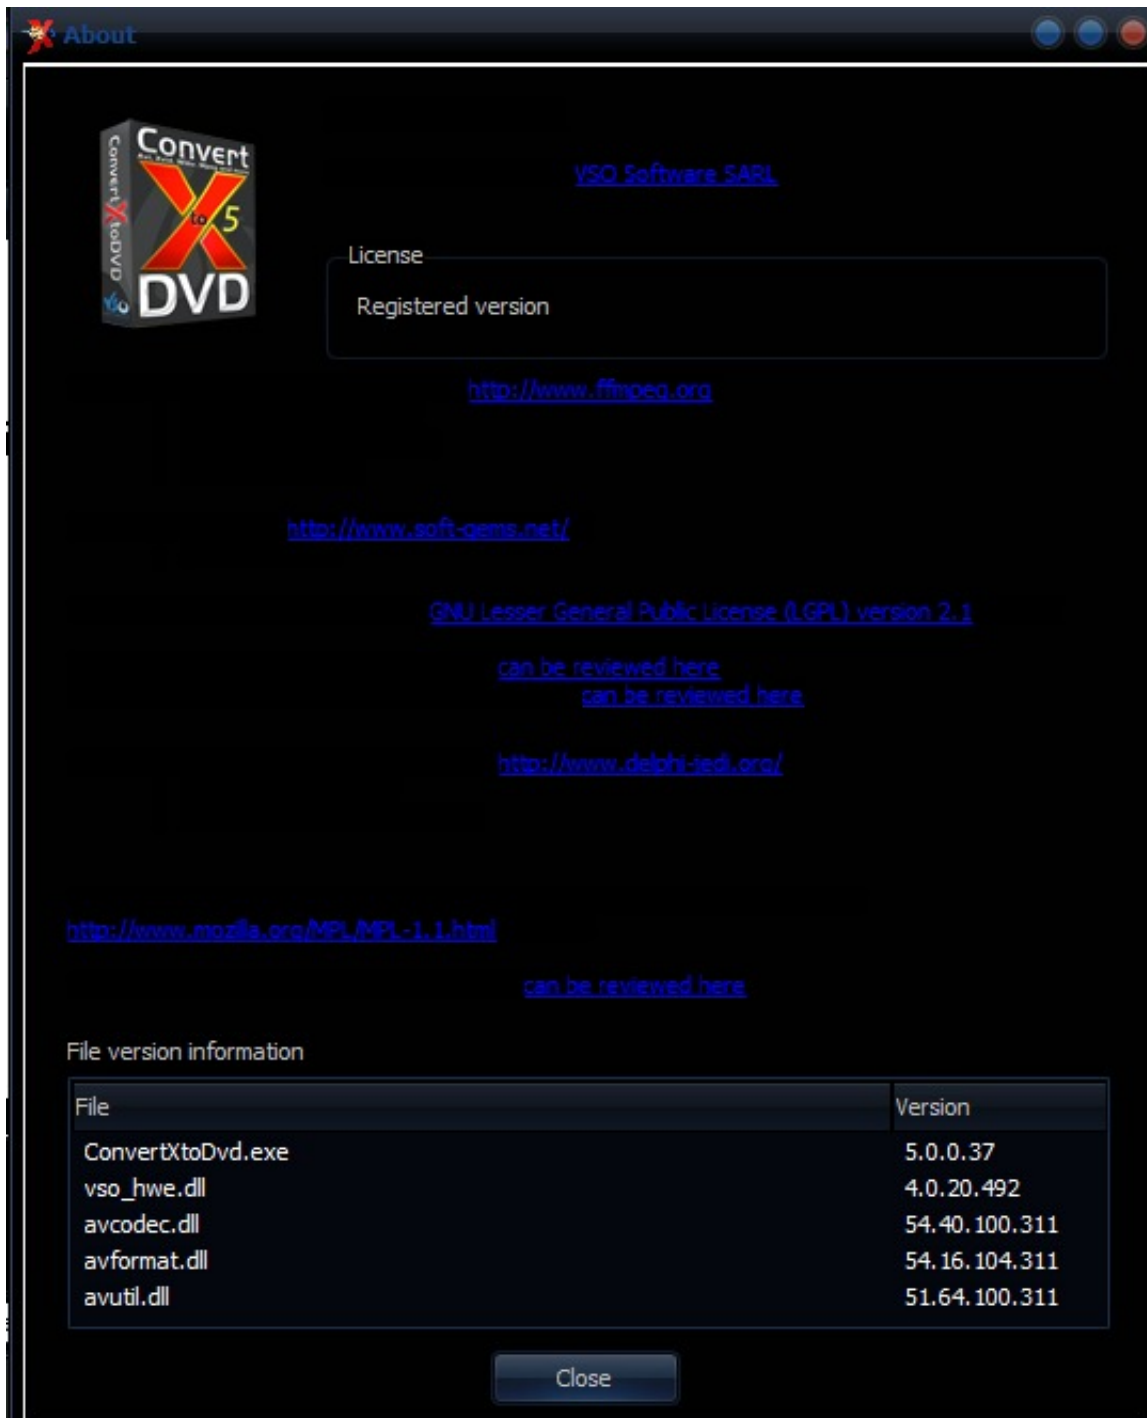 About
Convert
X
to 5
DVD
ConvertXtoDVD
VSO Software SARL
License
Registered version
http://www.ffmpeg.org
http://www.soft-gems.net/
GNU Lesser General Public License (LGPL) version 2.1
can be reviewed here
can be reviewed here
http://www.delphi-jedi.org/
http://www.mozilla.org/MPL/MPL-1.1.html
can be reviewed here
File version information
File Version
ConvertXtoDvd.exe 5.0.0.37
vso_hwe.dll 4.0.20.492
avcodec.dll 54.40.100.311
avformat.dll 54.16.104.311
avutil.dll 51.64.100.311
Close